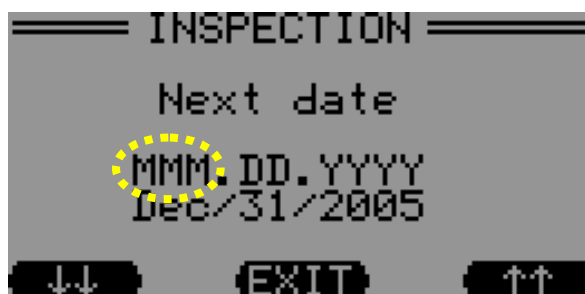 INSPECTION
Next date
MMM.DD.YYYY
Dec/31/2005
↓↓ EXIT ↑↑